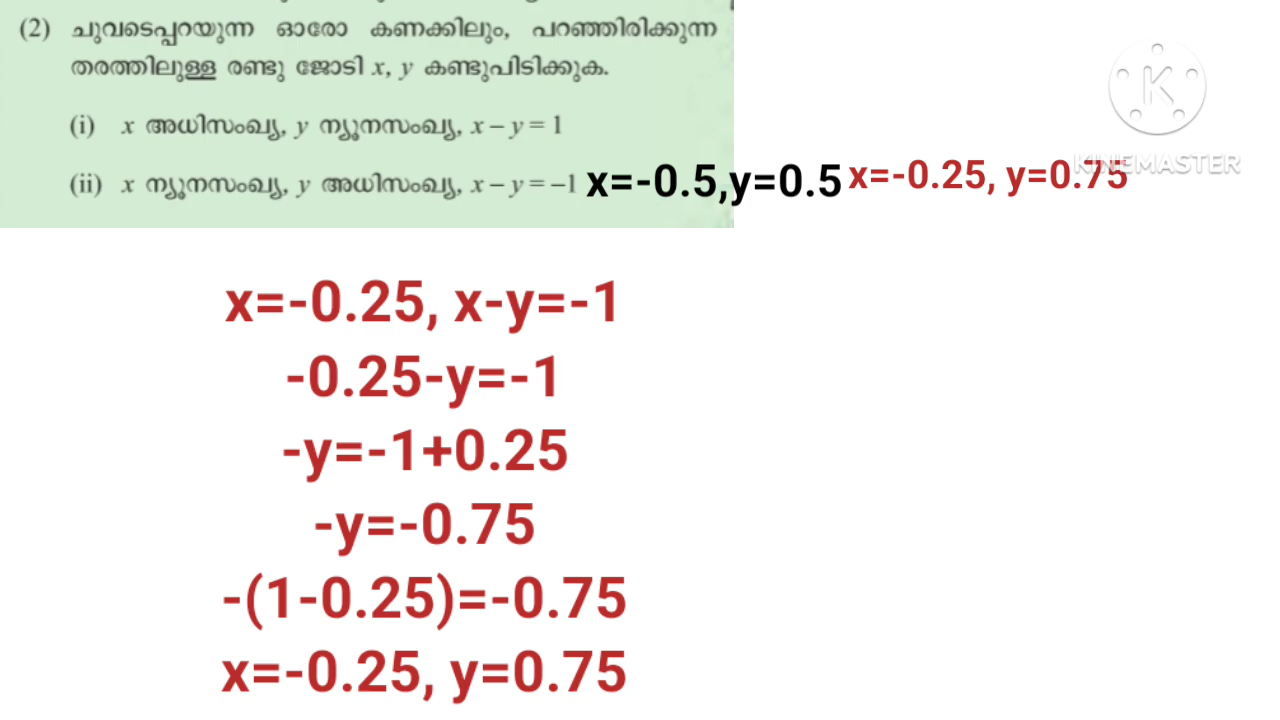 (2) ചുവടെപ്പറയുന്ന ഓരോ കണക്കിലും, പറഞ്ഞിരിക്കുന്ന
തരത്തിലുള്ള രണ്ടു ജോടി x, y കണ്ടുപിടിക്കുക.
(i) x അധിസംഖ്യ, y ന്യൂനസംഖ്യ, x – y = 1
(ii) x ന്യൂനസംഖ്യ, y അധിസംഖ്യ, x – y = –1 x=-0.5,y=0.5 x=-0.25, y=0.75
K
KINEMASTER
x=-0.25, x-y=-1
-0.25-y=-1
-y=-1+0.25
-y=-0.75
-(1-0.25)=-0.75
x=-0.25, y=0.75